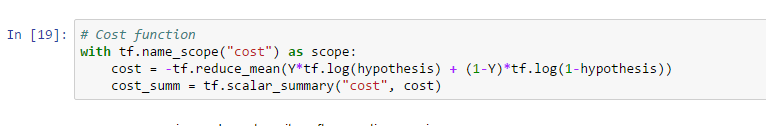 In [19]: # Cost function
with tf.name_scope("cost") as scope:
    cost = -tf.reduce_mean(Y*tf.log(hypothesis) + (1-Y)*tf.log(1-hypothesis))
    cost_summ = tf.scalar_summary("cost", cost)